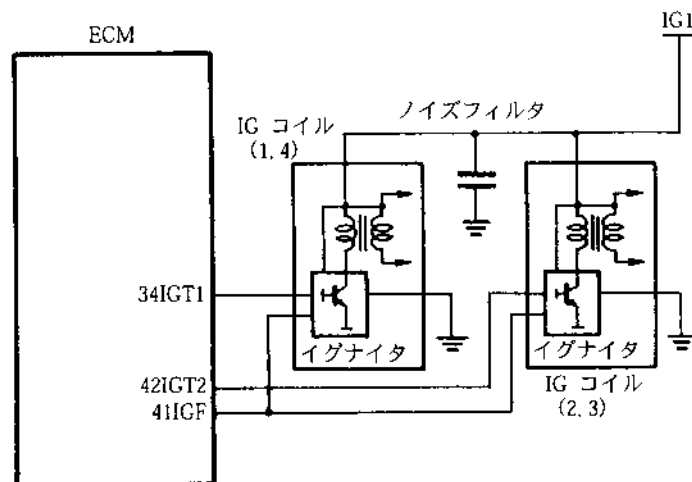 IG1
ECM
ノイズフィルタ
IG コイル
(1, 4)
34IGT1
イグナイタ
イグナイタ
42IGT2
41IGF
IG コイル
(2, 3)